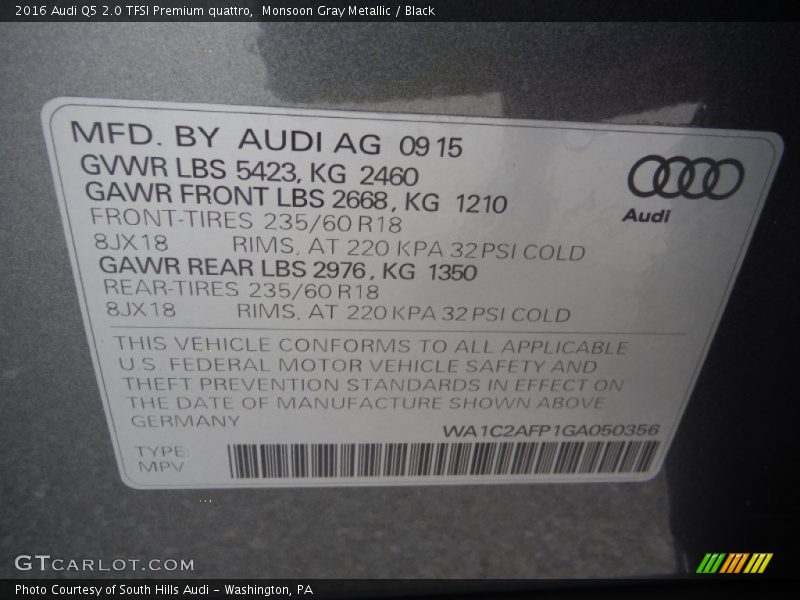 2016 Audi Q5 2.0 TFSI Premium quattro,  Monsoon Gray Metallic / Black
MFD. BY AUDI AG 09 15
GVWR LBS 5423, KG 2460
GAWR FRONT LBS 2668, KG 1210
FRONT-TIRES 235/60 R18
8JX18 RIMS, AT 220 KPA 32 PSI COLD
GAWR REAR LBS 2976, KG 1350
REAR-TIRES 235/60 R18
8JX18 RIMS, AT 220 KPA 32 PSI COLD
Audi
THIS VEHICLE CONFORMS TO ALL APPLICABLE
U.S. FEDERAL MOTOR VEHICLE SAFETY AND
THEFT PREVENTION STANDARDS IN EFFECT ON
THE DATE OF MANUFACTURE SHOWN ABOVE
GERMANY
WA1C2AFP1GA050356
TYPE:
MPV
GTCARLOT.COM
Photo Courtesy of South Hills Audi - Washington, PA